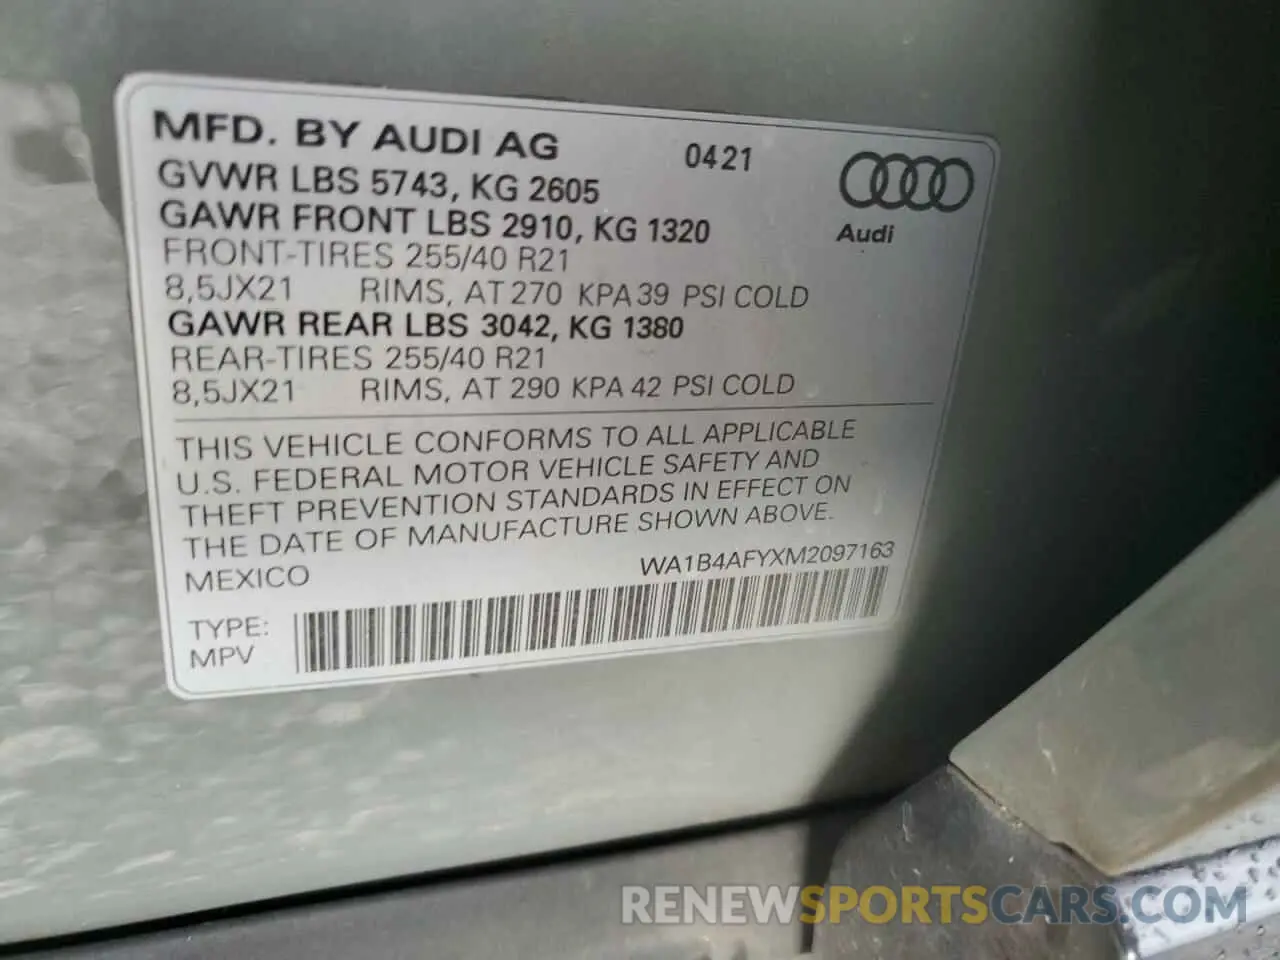 MFD. BY AUDI AG 0421
GVWR LBS 5743, KG 2605
GAWR FRONT LBS 2910, KG 1320
Audi
FRONT-TIRES 255/40 R21
8,5JX21 RIMS, AT 270 KPA 39 PSI COLD
GAWR REAR LBS 3042, KG 1380
REAR-TIRES 255/40 R21
8,5JX21 RIMS, AT 290 KPA 42 PSI COLD
THIS VEHICLE CONFORMS TO ALL APPLICABLE
U.S. FEDERAL MOTOR VEHICLE SAFETY AND
THEFT PREVENTION STANDARDS IN EFFECT ON
THE DATE OF MANUFACTURE SHOWN ABOVE.
MEXICO WA1B4AFYXM2097163
TYPE:
MPV
RENEWSPORTSCARS.COM